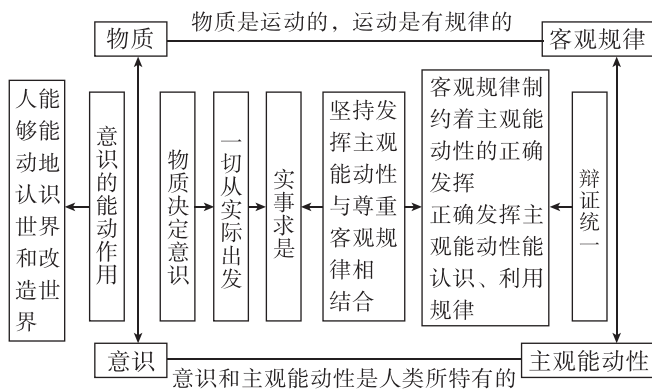 物质是运动的，运动是有规律的
物质
客观规律
人能
够能
动地
认识
世界
和改
造世
界
意识的能动作用
物质决定意识
一切从实际出发
实事求是
坚持发
挥主观
能动性
与尊重
客观规
律相
结合
客观规律制
约着主观能
动性的正确
发挥
正确发挥主
观能动性能
认识、利用
规律
辩证统一
意识
主观能动性
意识和主观能动性是人类所特有的